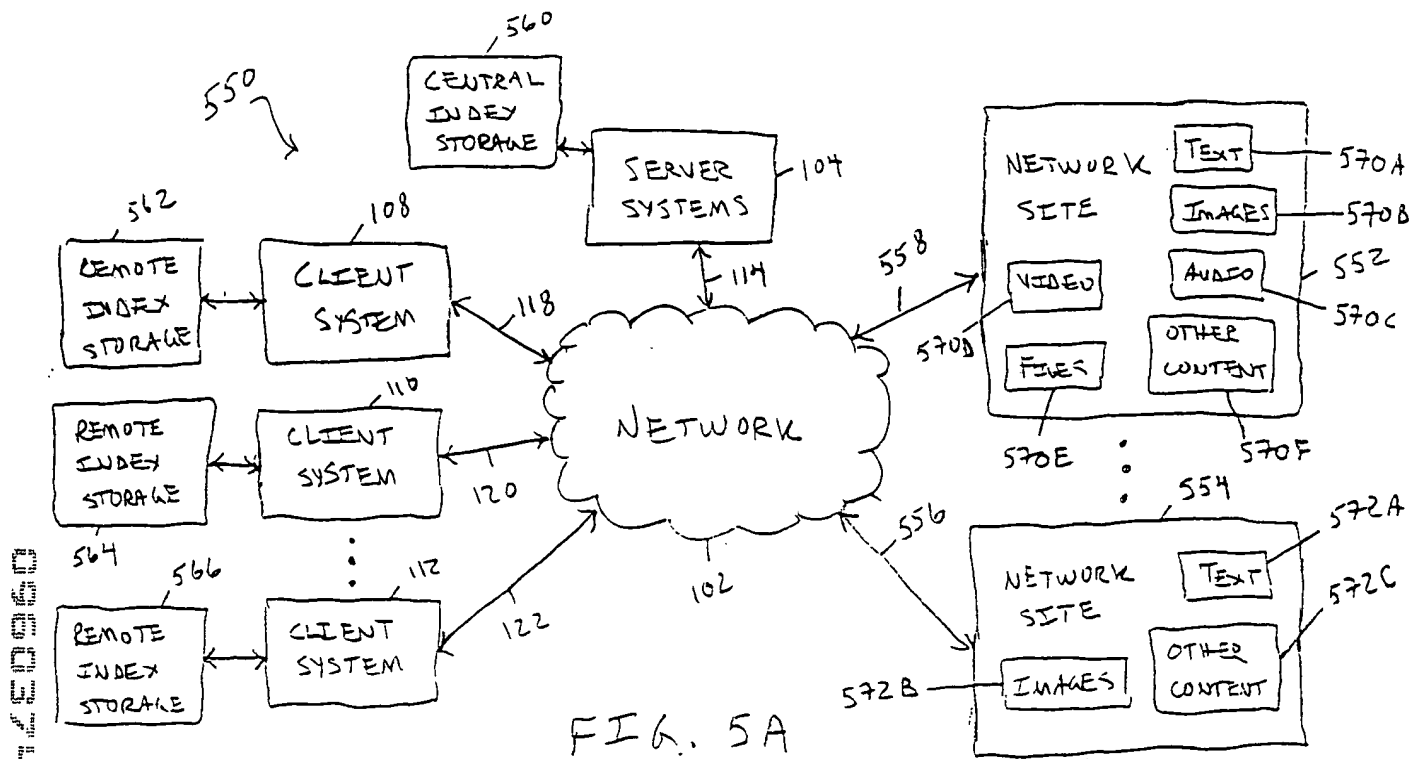 550
560
CENTRAL
INDEX
STORAGE
SERVER
SYSTEMS
104
114
562
REMOTE
INDEX
STORAGE
108
CLIENT
SYSTEM
118
110
REMOTE
INDEX
STORAGE
564
CLIENT
SYSTEM
120
566
REMOTE
INDEX
STORAGE
112
CLIENT
SYSTEM
122
NETWORK
102
558
556
NETWORK
SITE
TEXT
570A
IMAGES
570B
552
AUDIO
570C
VIDEO
570D
FILES
570E
OTHER
CONTENT
570F
554
NETWORK
SITE
TEXT
572A
572C
OTHER
CONTENT
572B
IMAGES
FIG. 5A